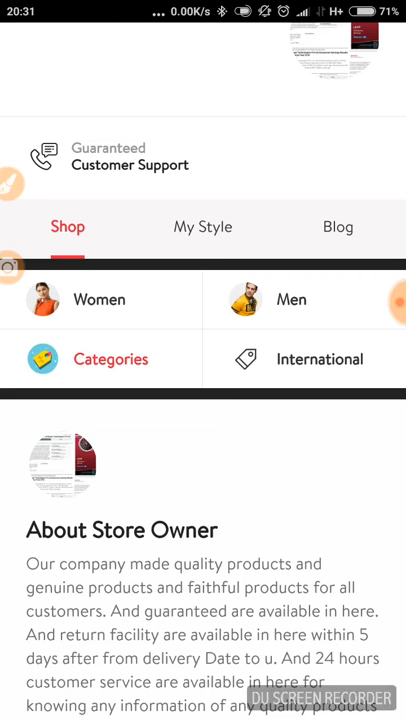 20:31 ... 0.00K/s H+ 71%
Guaranteed
Customer Support
Shop My Style Blog
Women Men
Categories International
About Store Owner
Our company made quality products and
genuine products and faithful products for all
customers. And guaranteed are available in here.
And return facility are available in here within 5
days after from delivery Date to u. And 24 hours
customer service are available in here for
knowing any information of any quality products
DU SCREEN RECORDER